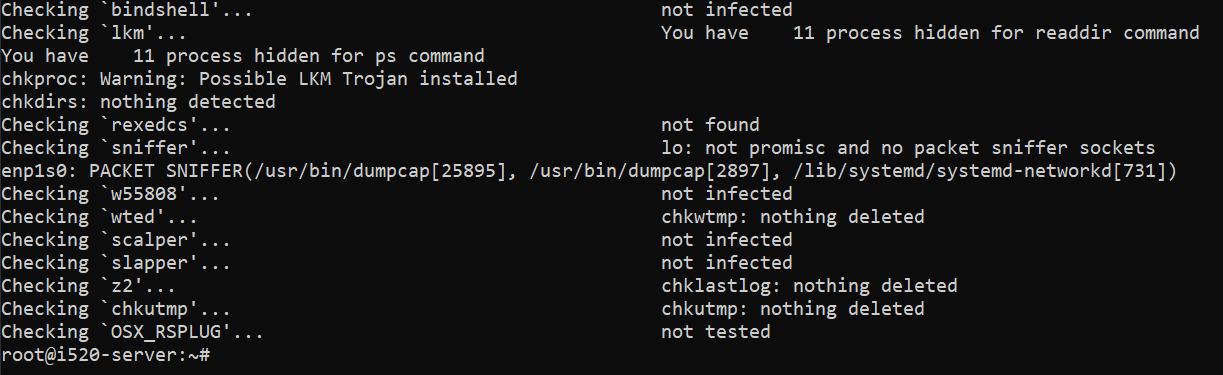 Checking `bindshell'... not infected
Checking `lkm'... You have    11 process hidden for readdir command
You have    11 process hidden for ps command
chkproc: Warning: Possible LKM Trojan installed
chkdirs: nothing detected
Checking `rexedcs'... not found
Checking `sniffer'... lo: not promisc and no packet sniffer sockets
enp1s0: PACKET SNIFFER(/usr/bin/dumpcap[25895], /usr/bin/dumpcap[2897], /lib/systemd/systemd-networkd[731])
Checking `w55808'... not infected
Checking `wted'... chkwtmp: nothing deleted
Checking `scalper'... not infected
Checking `slapper'... not infected
Checking `z2'... chklastlog: nothing deleted
Checking `chkutmp'... chkutmp: nothing deleted
Checking `OSX_RSPLUG'... not tested
root@i520-server:~#